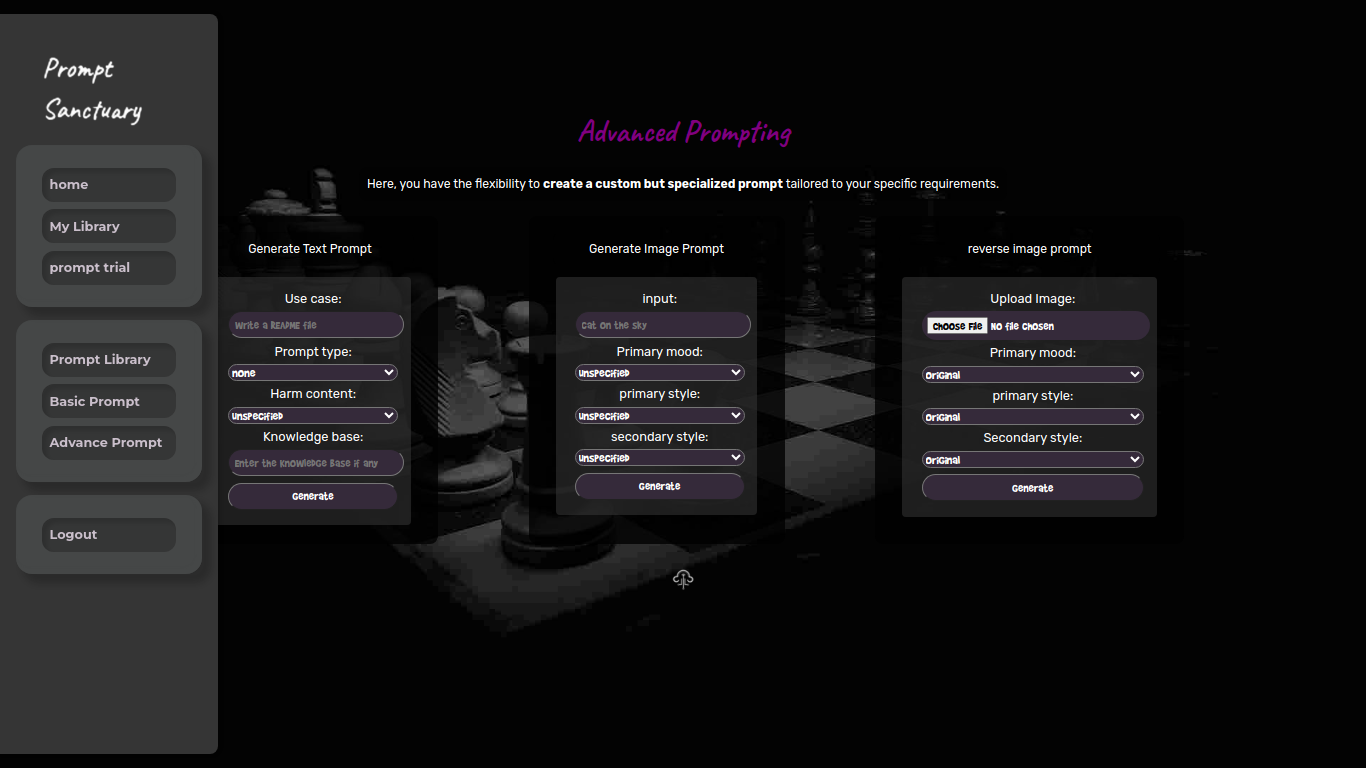 Prompt
Sanctuary
home
My Library
prompt trial
Prompt Library
Basic Prompt
Advance Prompt
Logout
Advanced Prompting
Here, you have the flexibility to create a custom but specialized prompt tailored to your specific requirements.
Generate Text Prompt
Use case:
Write a README file
Prompt type:
none
Harm content:
Unspecified
Knowledge base:
Enter the Knowledge Base if any
Generate
Generate Image Prompt
input:
Cat on the sky
Primary mood:
Unspecified
primary style:
Unspecified
secondary style:
Unspecified
Generate
reverse image prompt
Upload Image:
Choose File No file chosen
Primary mood:
Original
primary style:
Original
Secondary style:
Original
Generate